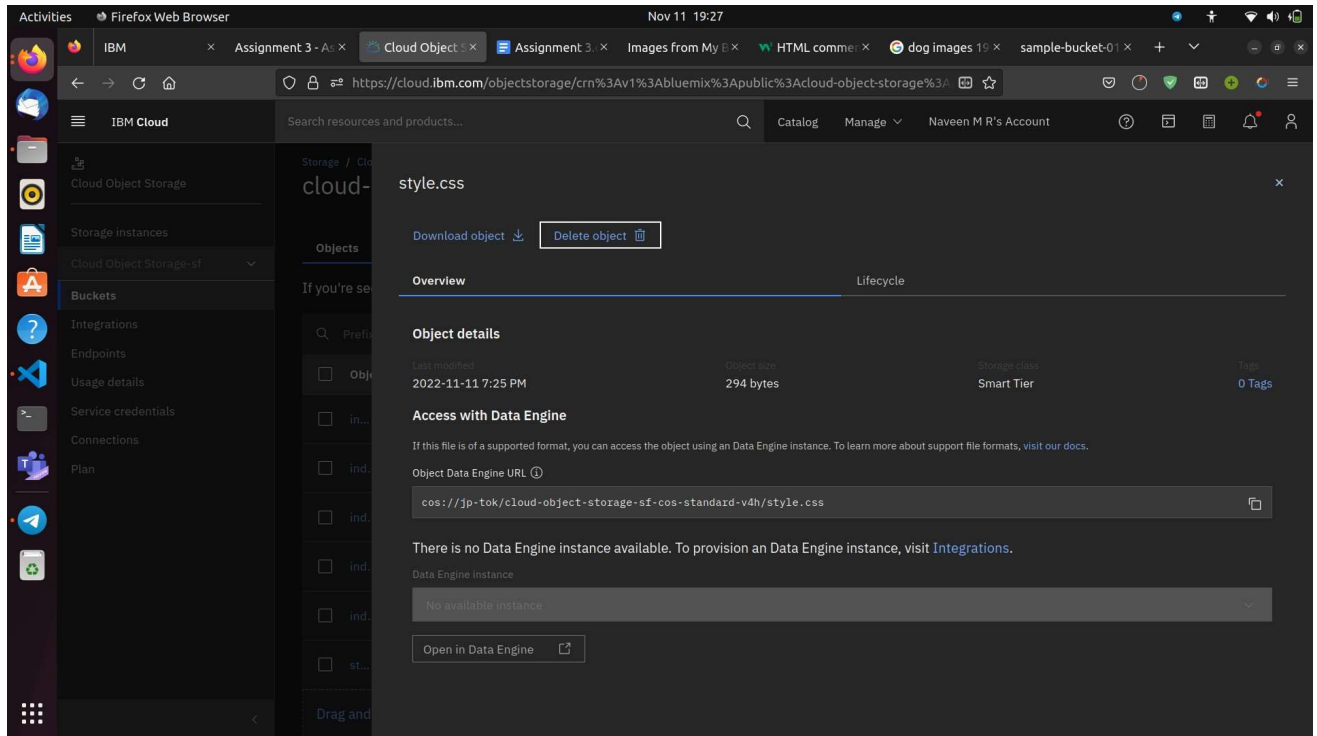 Activities Firefox Web Browser Nov 11 19:27
IBM × Assignment 3 - As × Cloud Object S × Assignment 3. × Images from My B × HTML commer × dog images 19 × sample-bucket-01 ×
https://cloud.ibm.com/objectstorage/crn%3Av1%3Abluemix%3Apublic%3Acloud-object-storage%3A
IBM Cloud Search resources and products... Catalog Manage Naveen M R's Account
Cloud Object Storage
Storage instances
Cloud Object Storage-sf
Buckets
Integrations
Endpoints
Usage details
Service credentials
Connections
Plan
Storage / Clo
cloud-
Objects
If you're se
Prefi
Obje
in...
ind.
ind.
ind.
ind.
st...
Drag and
style.css
Download object Delete object
Overview Lifecycle
Object details
Last modified Object size Storage class Tags
2022-11-11 7:25 PM 294 bytes Smart Tier 0 Tags
Access with Data Engine
If this file is of a supported format, you can access the object using an Data Engine instance. To learn more about support file formats, visit our docs.
Object Data Engine URL
cos://jp-tok/cloud-object-storage-sf-cos-standard-v4h/style.css
There is no Data Engine instance available. To provision an Data Engine instance, visit Integrations.
Data Engine instance
No available instance
Open in Data Engine